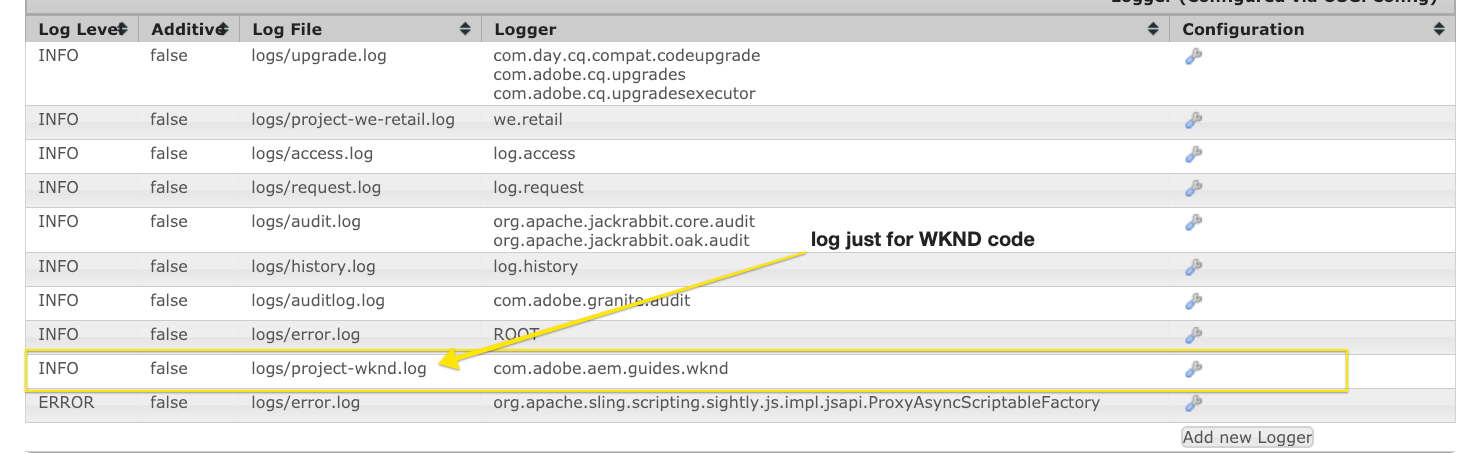 Logger (Configured via OSGi Config)
Log Level Additive Log File Logger Configuration
INFO false logs/upgrade.log com.day.cq.compat.codeupgrade
com.adobe.cq.upgrades
com.adobe.cq.upgradesexecutor
INFO false logs/project-we-retail.log we.retail
INFO false logs/access.log log.access
INFO false logs/request.log log.request
INFO false logs/audit.log org.apache.jackrabbit.core.audit
org.apache.jackrabbit.oak.audit
log just for WKND code
INFO false logs/history.log log.history
INFO false logs/auditlog.log com.adobe.granite.audit
INFO false logs/error.log ROOT
INFO false logs/project-wknd.log com.adobe.aem.guides.wknd
ERROR false logs/error.log org.apache.sling.scripting.sightly.js.impl.jsapi.ProxyAsyncScriptableFactory
Add new Logger